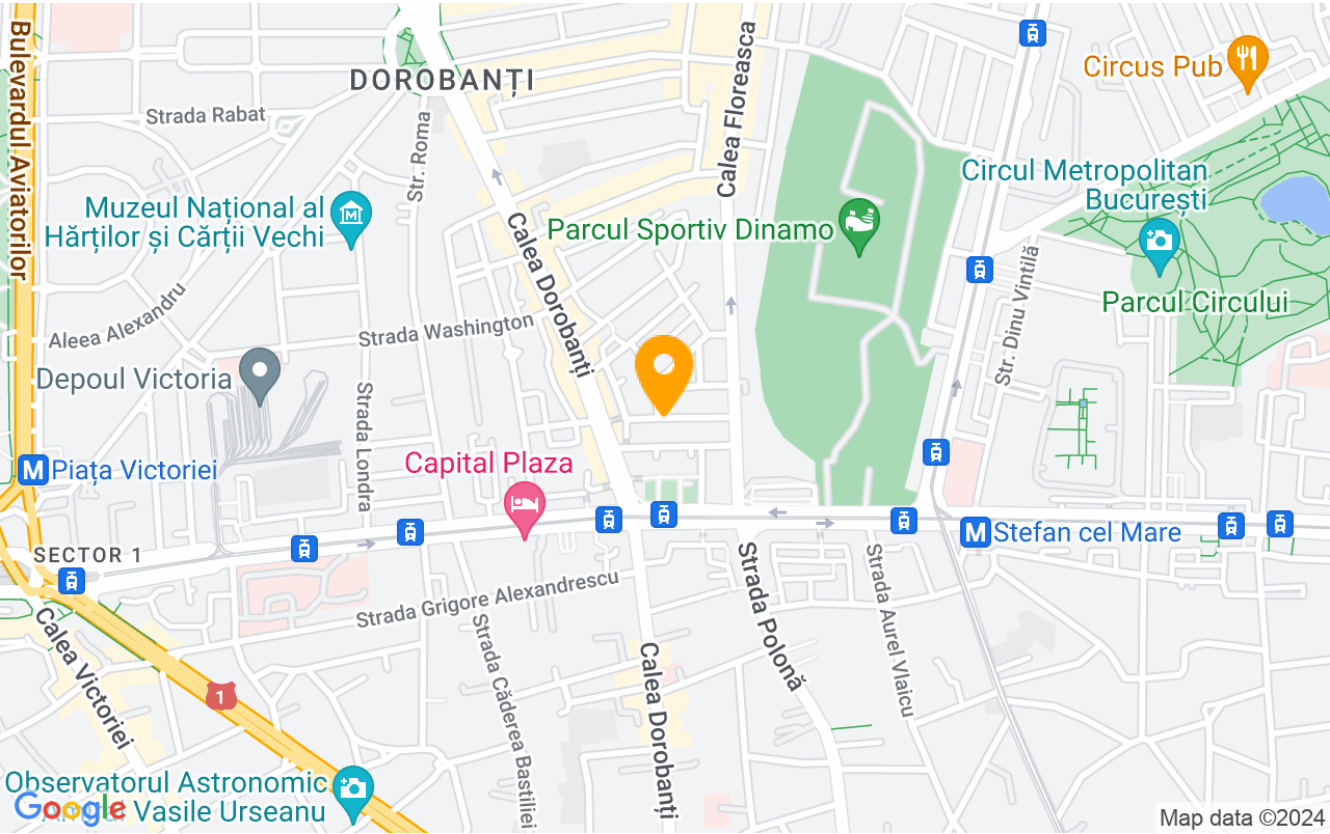 Bulevardul Aviatorilor
DOROBANȚI
Calea Floreasca
Circus Pub
Strada Rabat
Str. Roma
Circul Metropolitan
București
Muzeul Național al
Hărților și Cărții Vechi
Calea Dorobanți
Parcul Sportiv Dinamo
Str. Dinu Vintilă
Parcul Circului
Aleea Alexandru
Strada Washington
Depoul Victoria
Strada Londra
M Piața Victoriei
Capital Plaza
M Stefan cel Mare
SECTOR 1
Strada Grigore Alexandrescu
Strada Polonă
Strada Aurel Vlaicu
Strada Căderea Bastiliei
Calea Victoriei
1
Calea Dorobanți
Observatorul Astronomic
Vasile Urseanu
Google
Map data ©2024